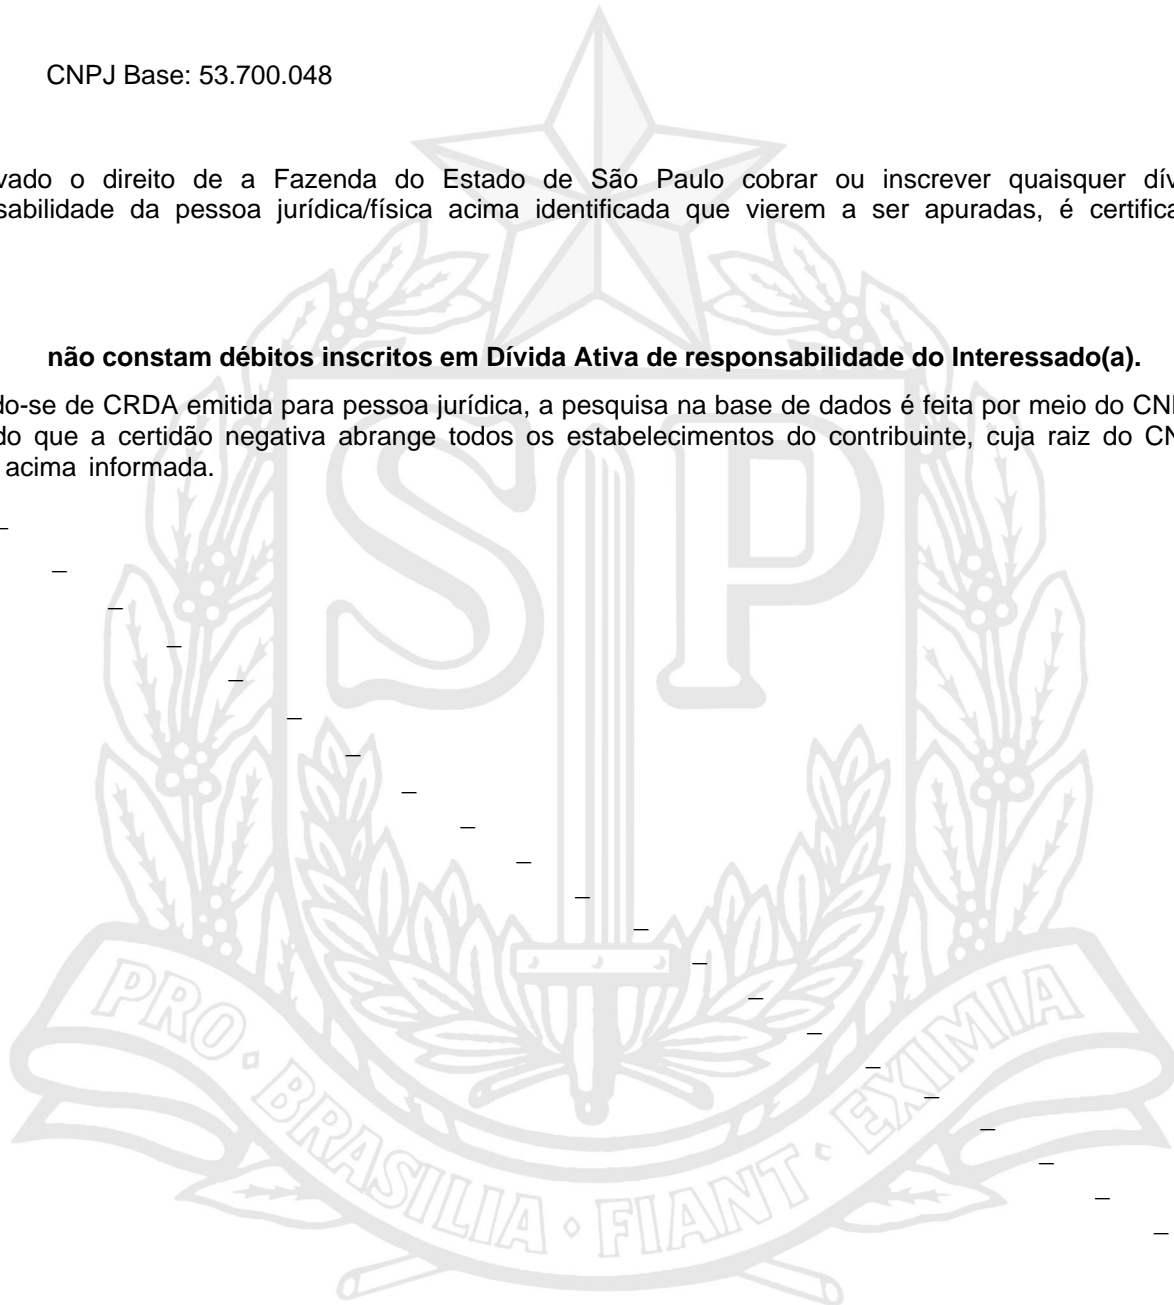 CNPJ Base: 53.700.048
vado o direito de a Fazenda do Estado de São Paulo cobrar ou inscrever quaisquer dív
sabilidade da pessoa jurídica/física acima identificada que vierem a ser apuradas, é certifica
não constam débitos inscritos em Dívida Ativa de responsabilidade do Interessado(a).
do-se de CRDA emitida para pessoa jurídica, a pesquisa na base de dados é feita por meio do CN
do que a certidão negativa abrange todos os estabelecimentos do contribuinte, cuja raiz do CN
acima informada.
SP
PRO · BRASILIA · FIANT · EXIMIA